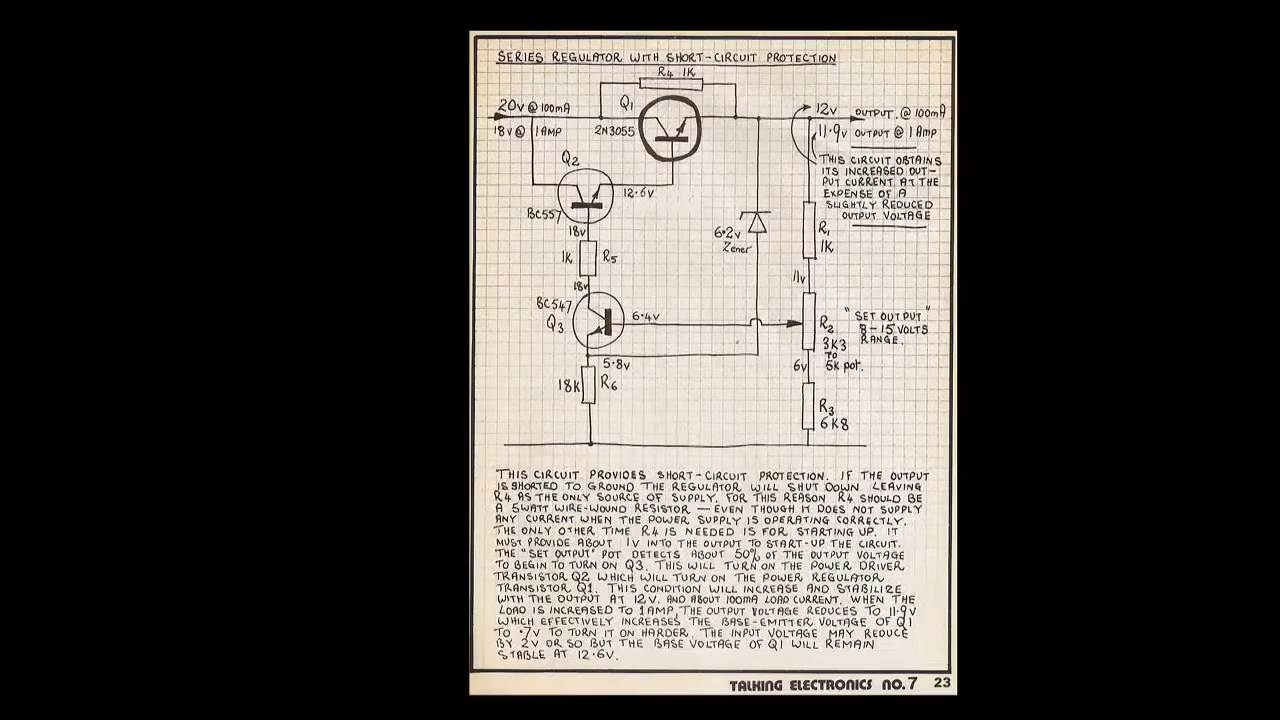 SERIES REGULATOR WITH SHORT-CIRCUIT PROTECTION
R4 1K
20V @ 100mA
Q1
12V OUTPUT @ 100mA
18V @ 1 AMP
2N3055
11.9V OUTPUT @ 1 Amp
Q2
THIS CIRCUIT OBTAINS
ITS INCREASED OUT-
PUT CURRENT AT THE
EXPENSE OF A
SLIGHTLY REDUCED
OUTPUT VOLTAGE
12.6V
BC557
18V
6.2V
Zener
R1
1K
1K
R5
11V
18V
BC547
Q3
6.4V
R2
3K3
TO
5K pot.
"SET OUTPUT"
8-15 VOLTS
RANGE.
5.8V
6V
18K
R6
R3
6K8
THIS CIRCUIT PROVIDES SHORT-CIRCUIT PROTECTION. IF THE OUTPUT
IS SHORTED TO GROUND THE REGULATOR WILL SHUT DOWN LEAVING
R4 AS THE ONLY SOURCE OF SUPPLY. FOR THIS REASON R4 SHOULD BE
A 5WATT WIRE-WOUND RESISTOR — EVEN THOUGH IT DOES NOT SUPPLY
ANY CURRENT WHEN THE POWER SUPPLY IS OPERATING CORRECTLY.
THE ONLY OTHER TIME R4 IS NEEDED IS FOR STARTING UP. IT
MUST PROVIDE ABOUT 1V INTO THE OUTPUT TO START-UP THE CIRCUIT.
THE "SET OUTPUT" POT DETECTS ABOUT 50% OF THE OUTPUT VOLTAGE
TO BEGIN TO TURN ON Q3. THIS WILL TURN ON THE POWER DRIVER
TRANSISTOR Q2 WHICH WILL TURN ON THE POWER REGULATOR
TRANSISTOR Q1. THIS CONDITION WILL INCREASE AND STABILIZE
WITH THE OUTPUT AT 12V. AND ABOUT 100MA LOAD CURRENT. WHEN THE
LOAD IS INCREASED TO 1 AMP, THE OUTPUT VOLTAGE REDUCES TO 11.9V
WHICH EFFECTIVELY INCREASES THE BASE-EMITTER VOLTAGE OF Q1
TO .7V TO TURN IT ON HARDER. THE INPUT VOLTAGE MAY REDUCE
BY 2V OR SO BUT THE BASE VOLTAGE OF Q1 WILL REMAIN
STABLE AT 12.6V.
TALKING ELECTRONICS NO.7 23